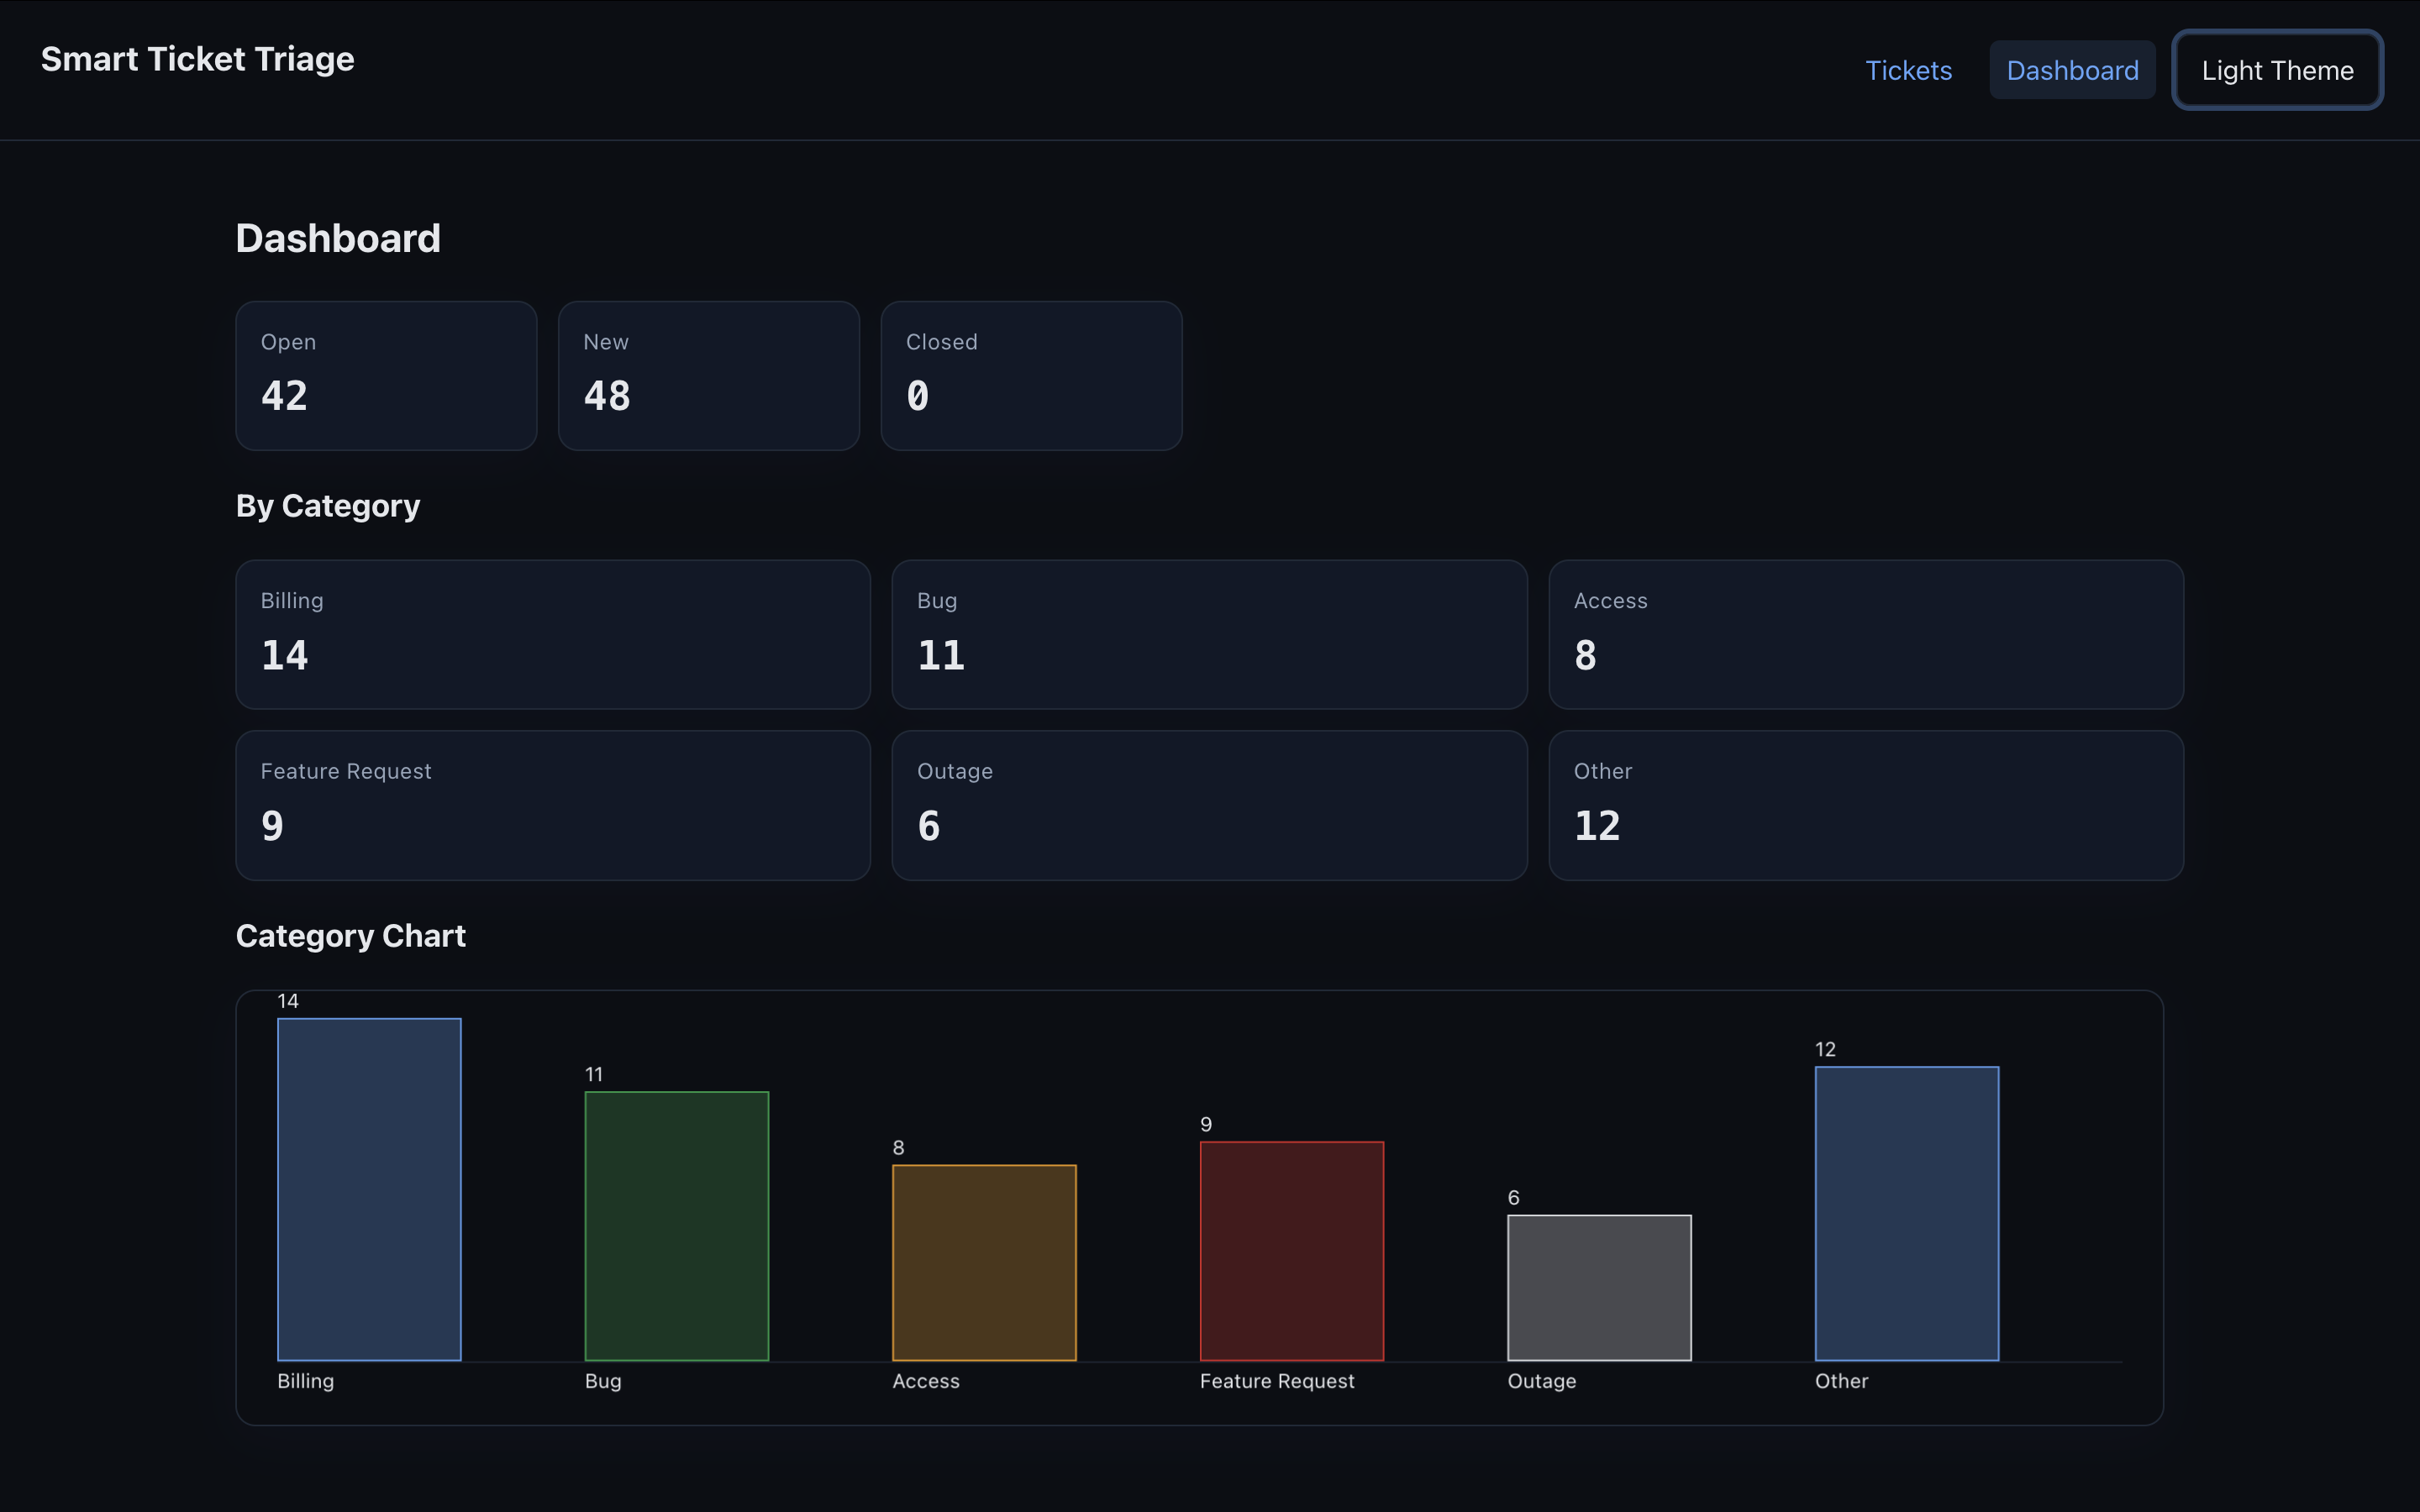 Smart Ticket Triage
Tickets Dashboard Light Theme
Dashboard
Open New Closed
42 48 0
By Category
Billing Bug Access
14 11 8
Feature Request Outage Other
9 6 12
Category Chart
14
12
11
9
8
6
Billing Bug Access Feature Request Outage Other